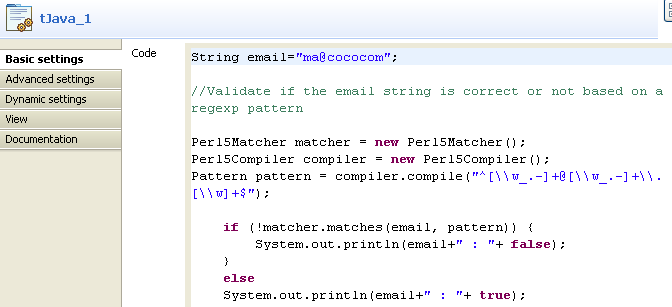 tJava_1
Basic settings
Advanced settings
Dynamic settings
View
Documentation
Code
String email="ma@cococom";
//Validate if the email string is correct or not based on a
regexp pattern
Perl5Matcher matcher = new Perl5Matcher();
Perl5Compiler compiler = new Perl5Compiler();
Pattern pattern = compiler.compile("^[\\w_.-]+@[\\w_.-]+\\.
[\\w]+$");
if (!matcher.matches(email, pattern)) {
System.out.println(email+" : "+ false);
}
else
System.out.println(email+" : "+ true);